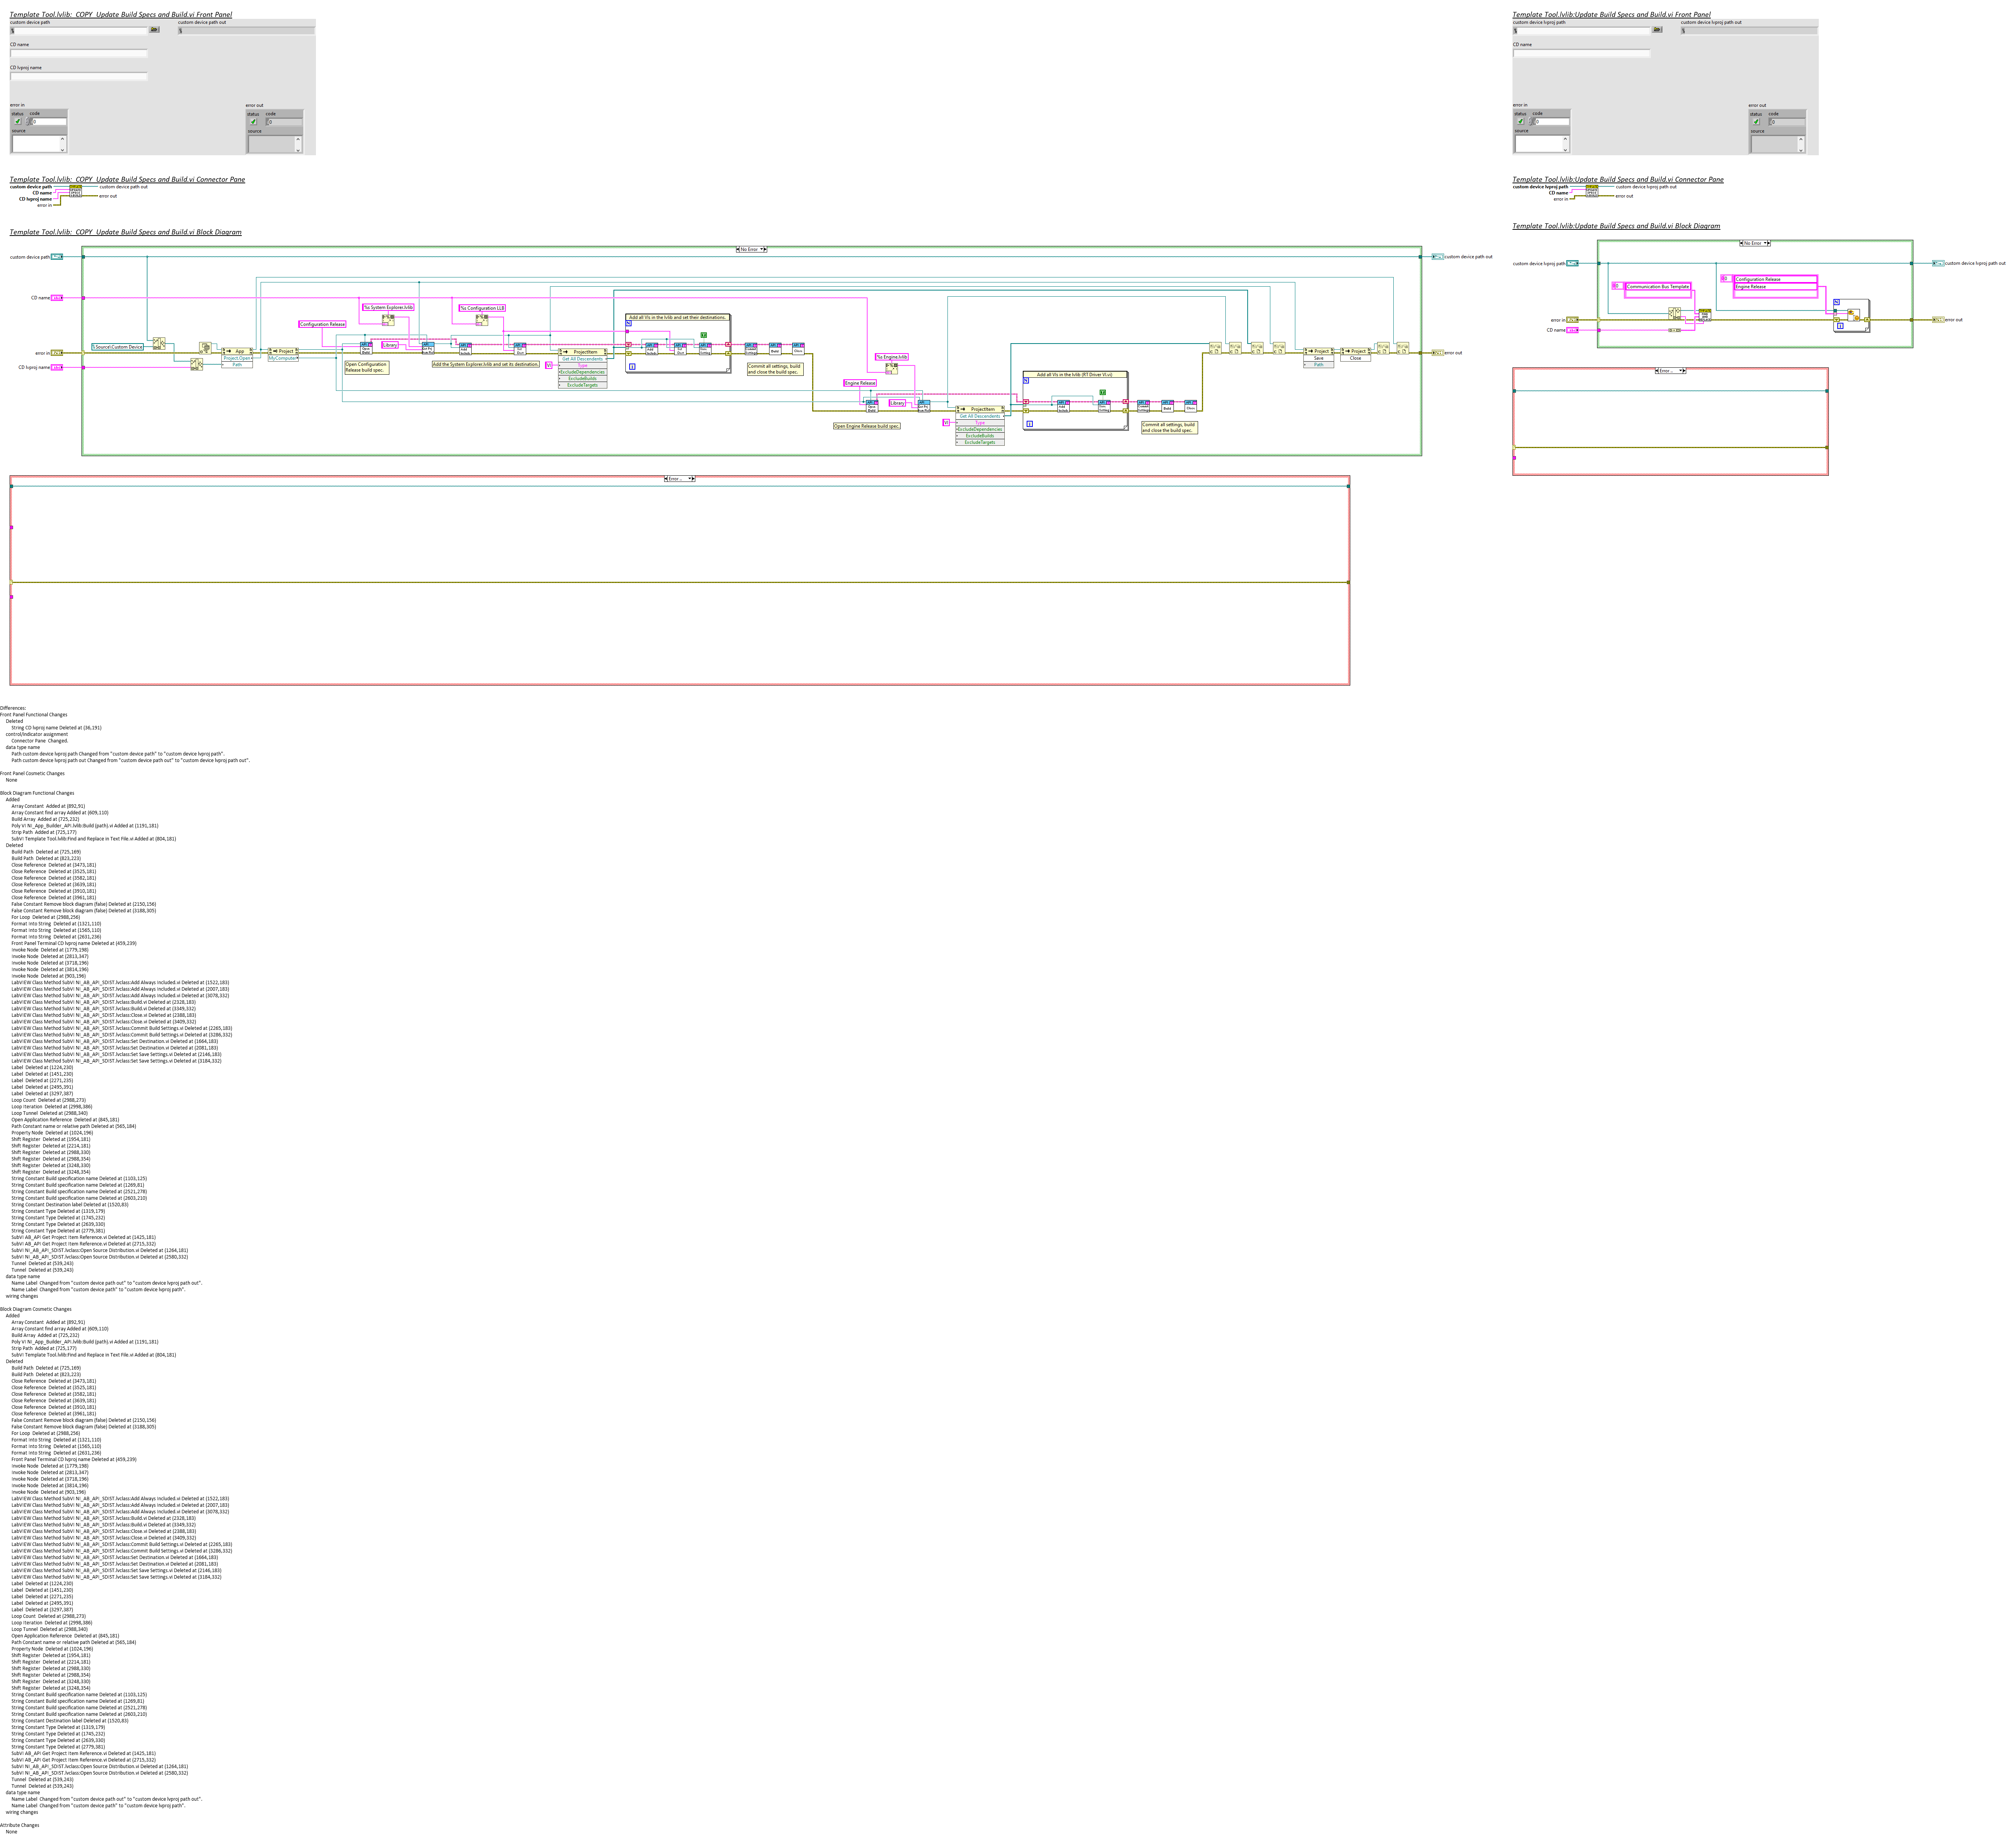 Template Tool.lvlib:  COPY  Update Build Specs and Build.vi Front Panel
custom device path
custom device path out
CD name
CD lvproj name
error in
status
code
0
source
error out
status
code
0
source
Template Tool.lvlib:  COPY  Update Build Specs and Build.vi Connector Pane
custom device path
CD name
CD lvproj name
error in
custom device path out
error out
Template Tool.lvlib:  COPY  Update Build Specs and Build.vi Block Diagram
No Error
custom device path
CD name
error in
CD lvproj name
custom device path out
error out
.\Source\Custom Device
App
Project.Open
Path
Project
MyComputer
Configuration Release
%s System Explorer.lvlib
%s Configuration LLB
Library
Open Configuration
Release build spec.
Add the System Explorer.lvlib and set its destination.
VI
ProjectItem
Get All Descendents
Type
ExcludeDependencies
ExcludeBuilds
ExcludeTargets
Add all VIs in the lvlib and set their destinations.
Commit all settings, build
and close the build spec.
%s Engine.lvlib
Engine Release
Library
Open Engine Release build spec.
VI
ProjectItem
Get All Descendents
Type
ExcludeDependencies
ExcludeBuilds
ExcludeTargets
Add all VIs in the lvlib (RT Driver VI.vi)
Commit all settings, build
and close the build spec.
Project
Save
Path
Project
Close
Error ..
Template Tool.lvlib:Update Build Specs and Build.vi Front Panel
custom device lvproj path
custom device lvproj path out
CD name
error in
status
code
0
source
error out
status
code
0
source
Template Tool.lvlib:Update Build Specs and Build.vi Connector Pane
custom device lvproj path
CD name
error in
custom device lvproj path out
error out
Template Tool.lvlib:Update Build Specs and Build.vi Block Diagram
No Error
custom device lvproj path
error in
CD name
Communication Bus Template
Configuration Release
Engine Release
custom device lvproj path out
error out
Error ..
Differences:
Front Panel Functional Changes
Deleted
String CD lvproj name Deleted at (36,191)
control/indicator assignment
Connector Pane  Changed.
data type name
Path custom device lvproj path Changed from "custom device path" to "custom device lvproj path".
Path custom device lvproj path out Changed from "custom device path out" to "custom device lvproj path out".
Front Panel Cosmetic Changes
None
Block Diagram Functional Changes
Added
Array Constant  Added at (892,91)
Array Constant find array Added at (609,110)
Build Array  Added at (725,232)
Poly VI NI_App_Builder_API.lvlib:Build (path).vi Added at (1191,181)
Strip Path  Added at (725,177)
SubVI Template Tool.lvlib:Find and Replace in Text File.vi Added at (804,181)
Deleted
Build Path  Deleted at (725,169)
Build Path  Deleted at (823,223)
Close Reference  Deleted at (3473,181)
Close Reference  Deleted at (3525,181)
Close Reference  Deleted at (3582,181)
Close Reference  Deleted at (3639,181)
Close Reference  Deleted at (3910,181)
Close Reference  Deleted at (3961,181)
False Constant Remove block diagram (false) Deleted at (2150,156)
False Constant Remove block diagram (false) Deleted at (3188,305)
For Loop  Deleted at (2988,256)
Format Into String  Deleted at (1321,110)
Format Into String  Deleted at (1565,110)
Format Into String  Deleted at (2631,236)
Front Panel Terminal CD lvproj name Deleted at (459,239)
Invoke Node  Deleted at (1779,198)
Invoke Node  Deleted at (2813,347)
Invoke Node  Deleted at (3718,196)
Invoke Node  Deleted at (3814,196)
Invoke Node  Deleted at (903,196)
LabVIEW Class Method SubVI NI_AB_API_SDIST.lvclass:Add Always Included.vi Deleted at (1522,183)
LabVIEW Class Method SubVI NI_AB_API_SDIST.lvclass:Add Always Included.vi Deleted at (2007,183)
LabVIEW Class Method SubVI NI_AB_API_SDIST.lvclass:Add Always Included.vi Deleted at (3078,332)
LabVIEW Class Method SubVI NI_AB_API_SDIST.lvclass:Build.vi Deleted at (2328,183)
LabVIEW Class Method SubVI NI_AB_API_SDIST.lvclass:Build.vi Deleted at (3349,332)
LabVIEW Class Method SubVI NI_AB_API_SDIST.lvclass:Close.vi Deleted at (2388,183)
LabVIEW Class Method SubVI NI_AB_API_SDIST.lvclass:Close.vi Deleted at (3409,332)
LabVIEW Class Method SubVI NI_AB_API_SDIST.lvclass:Commit Build Settings.vi Deleted at (2265,183)
LabVIEW Class Method SubVI NI_AB_API_SDIST.lvclass:Commit Build Settings.vi Deleted at (3286,332)
LabVIEW Class Method SubVI NI_AB_API_SDIST.lvclass:Set Destination.vi Deleted at (1664,183)
LabVIEW Class Method SubVI NI_AB_API_SDIST.lvclass:Set Destination.vi Deleted at (2081,183)
LabVIEW Class Method SubVI NI_AB_API_SDIST.lvclass:Set Save Settings.vi Deleted at (2146,183)
LabVIEW Class Method SubVI NI_AB_API_SDIST.lvclass:Set Save Settings.vi Deleted at (3184,332)
Label  Deleted at (1224,230)
Label  Deleted at (1451,230)
Label  Deleted at (2271,235)
Label  Deleted at (2495,391)
Label  Deleted at (3297,387)
Loop Count  Deleted at (2988,273)
Loop Iteration  Deleted at (2998,386)
Loop Tunnel  Deleted at (2988,340)
Open Application Reference  Deleted at (845,181)
Path Constant name or relative path Deleted at (565,184)
Property Node  Deleted at (1024,196)
Shift Register  Deleted at (1954,181)
Shift Register  Deleted at (2214,181)
Shift Register  Deleted at (2988,330)
Shift Register  Deleted at (2988,354)
Shift Register  Deleted at (3248,330)
Shift Register  Deleted at (3248,354)
String Constant Build specification name Deleted at (1103,125)
String Constant Build specification name Deleted at (1269,81)
String Constant Build specification name Deleted at (2521,278)
String Constant Build specification name Deleted at (2603,210)
String Constant Destination label Deleted at (1520,83)
String Constant Type Deleted at (1319,179)
String Constant Type Deleted at (1745,232)
String Constant Type Deleted at (2639,330)
String Constant Type Deleted at (2779,381)
SubVI AB_API Get Project Item Reference.vi Deleted at (1425,181)
SubVI AB_API Get Project Item Reference.vi Deleted at (2715,332)
SubVI NI_AB_API_SDIST.lvclass:Open Source Distribution.vi Deleted at (1264,181)
SubVI NI_AB_API_SDIST.lvclass:Open Source Distribution.vi Deleted at (2580,332)
Tunnel  Deleted at (539,243)
Tunnel  Deleted at (539,243)
data type name
Name Label  Changed from "custom device path out" to "custom device lvproj path out".
Name Label  Changed from "custom device path" to "custom device lvproj path".
wiring changes
Block Diagram Cosmetic Changes
Added
Array Constant  Added at (892,91)
Array Constant find array Added at (609,110)
Build Array  Added at (725,232)
Poly VI NI_App_Builder_API.lvlib:Build (path).vi Added at (1191,181)
Strip Path  Added at (725,177)
SubVI Template Tool.lvlib:Find and Replace in Text File.vi Added at (804,181)
Deleted
Build Path  Deleted at (725,169)
Build Path  Deleted at (823,223)
Close Reference  Deleted at (3473,181)
Close Reference  Deleted at (3525,181)
Close Reference  Deleted at (3582,181)
Close Reference  Deleted at (3639,181)
Close Reference  Deleted at (3910,181)
Close Reference  Deleted at (3961,181)
False Constant Remove block diagram (false) Deleted at (2150,156)
False Constant Remove block diagram (false) Deleted at (3188,305)
For Loop  Deleted at (2988,256)
Format Into String  Deleted at (1321,110)
Format Into String  Deleted at (1565,110)
Format Into String  Deleted at (2631,236)
Front Panel Terminal CD lvproj name Deleted at (459,239)
Invoke Node  Deleted at (1779,198)
Invoke Node  Deleted at (2813,347)
Invoke Node  Deleted at (3718,196)
Invoke Node  Deleted at (3814,196)
Invoke Node  Deleted at (903,196)
LabVIEW Class Method SubVI NI_AB_API_SDIST.lvclass:Add Always Included.vi Deleted at (1522,183)
LabVIEW Class Method SubVI NI_AB_API_SDIST.lvclass:Add Always Included.vi Deleted at (2007,183)
LabVIEW Class Method SubVI NI_AB_API_SDIST.lvclass:Add Always Included.vi Deleted at (3078,332)
LabVIEW Class Method SubVI NI_AB_API_SDIST.lvclass:Build.vi Deleted at (2328,183)
LabVIEW Class Method SubVI NI_AB_API_SDIST.lvclass:Build.vi Deleted at (3349,332)
LabVIEW Class Method SubVI NI_AB_API_SDIST.lvclass:Close.vi Deleted at (2388,183)
LabVIEW Class Method SubVI NI_AB_API_SDIST.lvclass:Close.vi Deleted at (3409,332)
LabVIEW Class Method SubVI NI_AB_API_SDIST.lvclass:Commit Build Settings.vi Deleted at (2265,183)
LabVIEW Class Method SubVI NI_AB_API_SDIST.lvclass:Commit Build Settings.vi Deleted at (3286,332)
LabVIEW Class Method SubVI NI_AB_API_SDIST.lvclass:Set Destination.vi Deleted at (1664,183)
LabVIEW Class Method SubVI NI_AB_API_SDIST.lvclass:Set Destination.vi Deleted at (2081,183)
LabVIEW Class Method SubVI NI_AB_API_SDIST.lvclass:Set Save Settings.vi Deleted at (2146,183)
LabVIEW Class Method SubVI NI_AB_API_SDIST.lvclass:Set Save Settings.vi Deleted at (3184,332)
Label  Deleted at (1224,230)
Label  Deleted at (1451,230)
Label  Deleted at (2271,235)
Label  Deleted at (2495,391)
Label  Deleted at (3297,387)
Loop Count  Deleted at (2988,273)
Loop Iteration  Deleted at (2998,386)
Loop Tunnel  Deleted at (2988,340)
Open Application Reference  Deleted at (845,181)
Path Constant name or relative path Deleted at (565,184)
Property Node  Deleted at (1024,196)
Shift Register  Deleted at (1954,181)
Shift Register  Deleted at (2214,181)
Shift Register  Deleted at (2988,330)
Shift Register  Deleted at (2988,354)
Shift Register  Deleted at (3248,330)
Shift Register  Deleted at (3248,354)
String Constant Build specification name Deleted at (1103,125)
String Constant Build specification name Deleted at (1269,81)
String Constant Build specification name Deleted at (2521,278)
String Constant Build specification name Deleted at (2603,210)
String Constant Destination label Deleted at (1520,83)
String Constant Type Deleted at (1319,179)
String Constant Type Deleted at (1745,232)
String Constant Type Deleted at (2639,330)
String Constant Type Deleted at (2779,381)
SubVI AB_API Get Project Item Reference.vi Deleted at (1425,181)
SubVI AB_API Get Project Item Reference.vi Deleted at (2715,332)
SubVI NI_AB_API_SDIST.lvclass:Open Source Distribution.vi Deleted at (1264,181)
SubVI NI_AB_API_SDIST.lvclass:Open Source Distribution.vi Deleted at (2580,332)
Tunnel  Deleted at (539,243)
Tunnel  Deleted at (539,243)
data type name
Name Label  Changed from "custom device path out" to "custom device lvproj path out".
Name Label  Changed from "custom device path" to "custom device lvproj path".
wiring changes
Attribute Changes
None